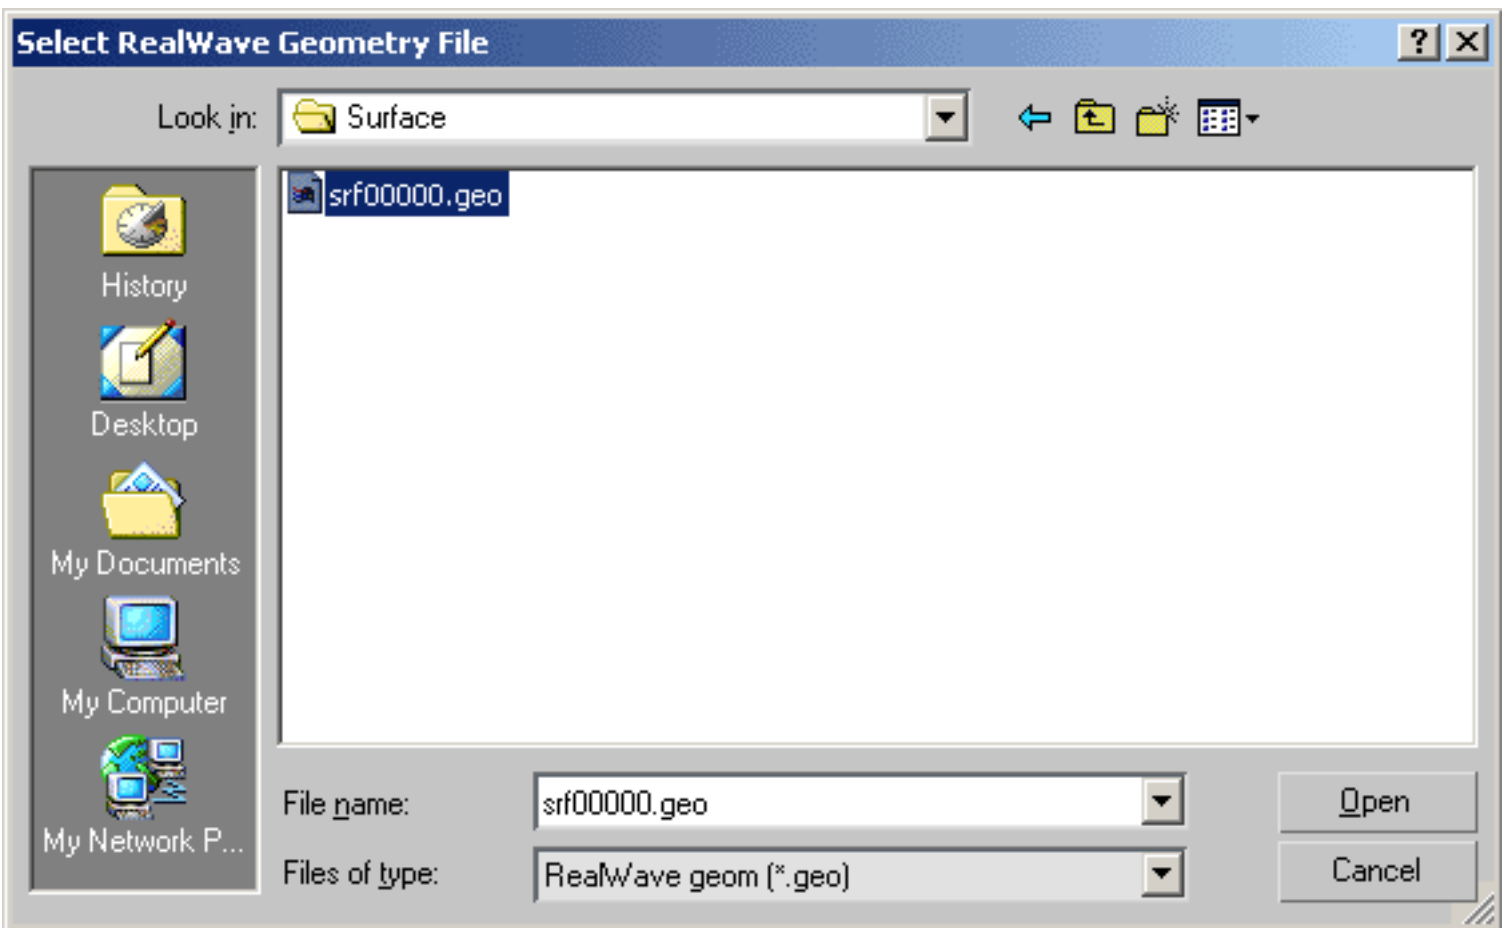 Select RealWave Geometry File
Look in: Surface
srf00000.geo
History
Desktop
My Documents
My Computer
My Network P...
File name: srf00000.geo Open
Files of type: RealWave geom (*.geo) Cancel